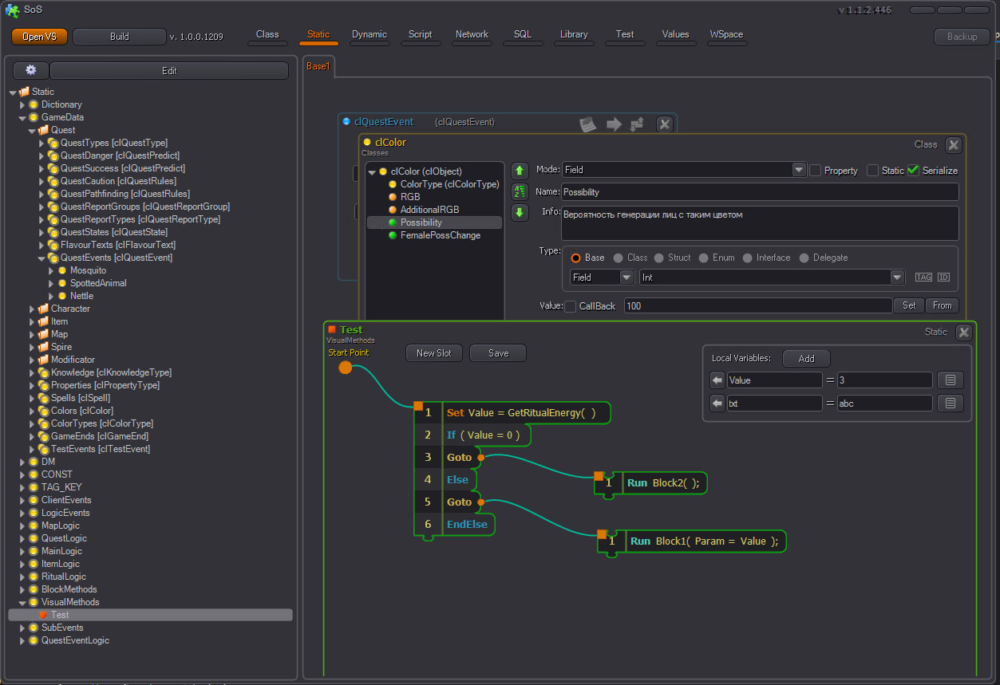 SoS
v 1.1.2.446
Open VS
Build
v. 1.0.0.1209
Class
Static
Dynamic
Script
Network
SQL
Library
Test
Values
WSpace
Backup
Edit
Static
Dictionary
GameData
Quest
QuestTypes [clQuestType]
QuestDanger [clQuestPredict]
QuestSuccess [clQuestPredict]
QuestCaution [clQuestRules]
QuestPathfinding [clQuestRules]
QuestReportGroups [clQuestReportGroup]
QuestReportTypes [clQuestReportType]
QuestStates [clQuestState]
FlavourTexts [clFlavourText]
QuestEvents [clQuestEvent]
Mosquito
SpottedAnimal
Nettle
Character
Item
Map
Spire
Modificator
Knowledge [clKnowledgeType]
Properties [clPropertyType]
Spells [clSpell]
Colors [clColor]
ColorTypes [clColorType]
GameEnds [clGameEnd]
TestEvents [clTestEvent]
DM
CONST
TAG_KEY
ClientEvents
LogicEvents
MapLogic
QuestLogic
MainLogic
ItemLogic
RitualLogic
BlockMethods
VisualMethods
Test
SubEvents
QuestEventLogic
Base1
clQuestEvent (clQuestEvent)
clColor
Classes
Class
clColor (clObject)
ColorType (clColorType)
RGB
AdditionalRGB
Possibility
FemalePossChange
A
Z
Mode: Field Property Static Serialize
Name: Possibility
Info: Вероятность генерации лиц с таким цветом
Type: Base Class Struct Enum Interface Delegate
Field Int TAG ID
Value: CallBack 100 Set From
Test
Static
VisualMethods
Start Point
New Slot
Save
Local Variables: Add
Value = 3
txt = abc
1 Set Value = GetRitualEnergy( )
2 If ( Value = 0 )
3 Goto
4 Else
5 Goto
6 EndElse
1 Run Block2( );
1 Run Block1( Param = Value );